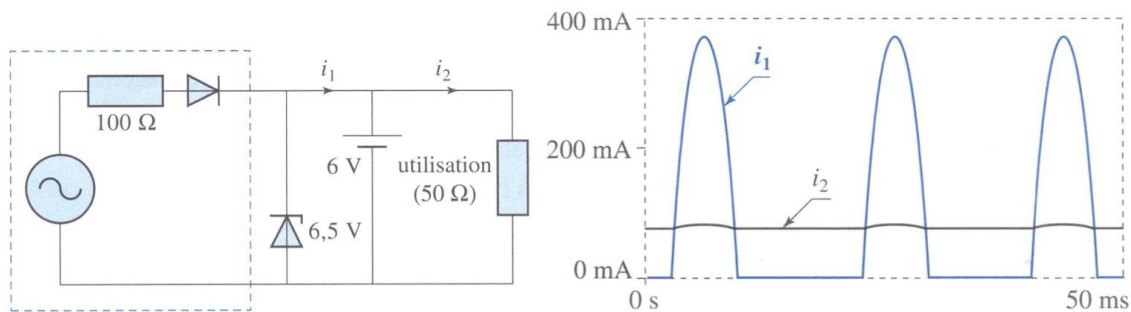 100 Ω
i₁
i₂
6 V
utilisation
(50 Ω)
6,5 V
400 mA
200 mA
0 mA
i₁
i₂
0 s
50 ms